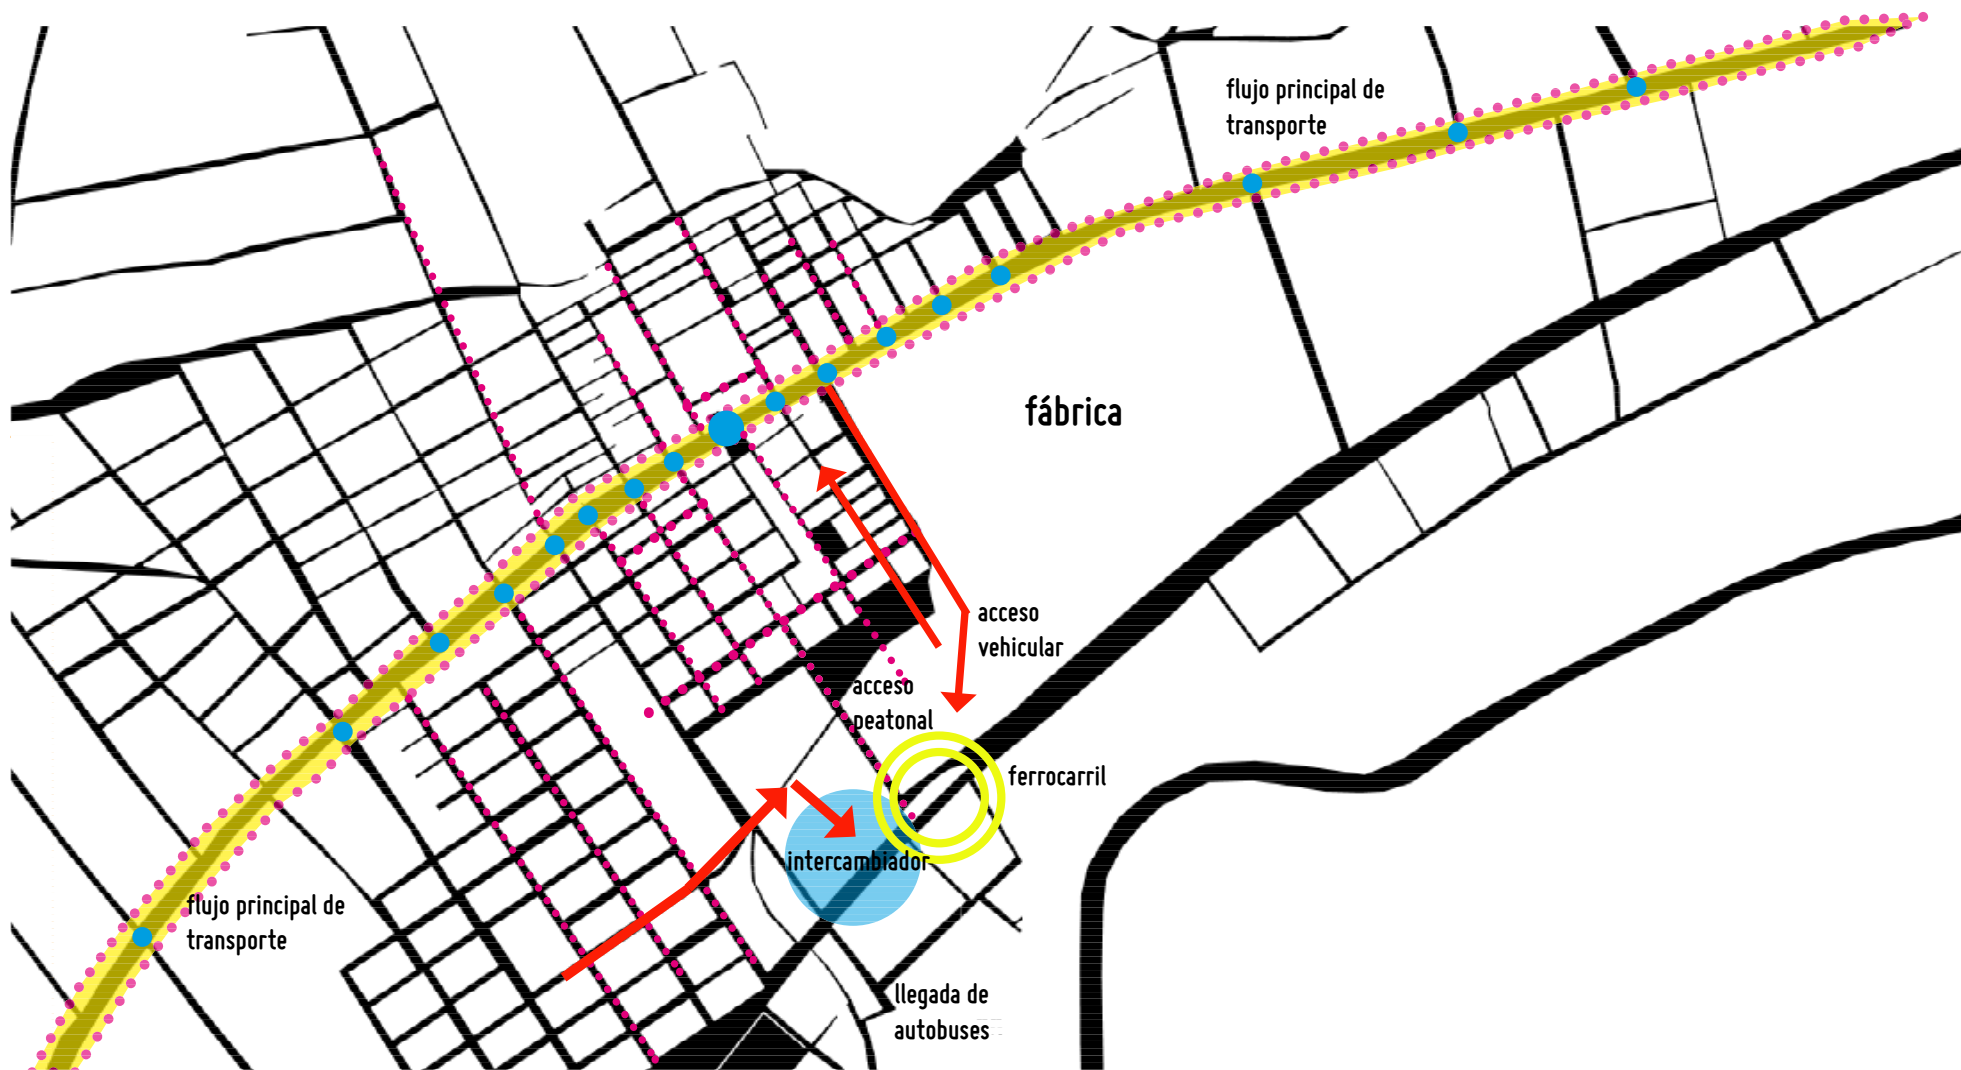 flujo principal de
transporte
fábrica
acceso
vehicular
acceso
peatonal
ferrocarril
intercambiador
flujo principal de
transporte
llegada de
autobuses